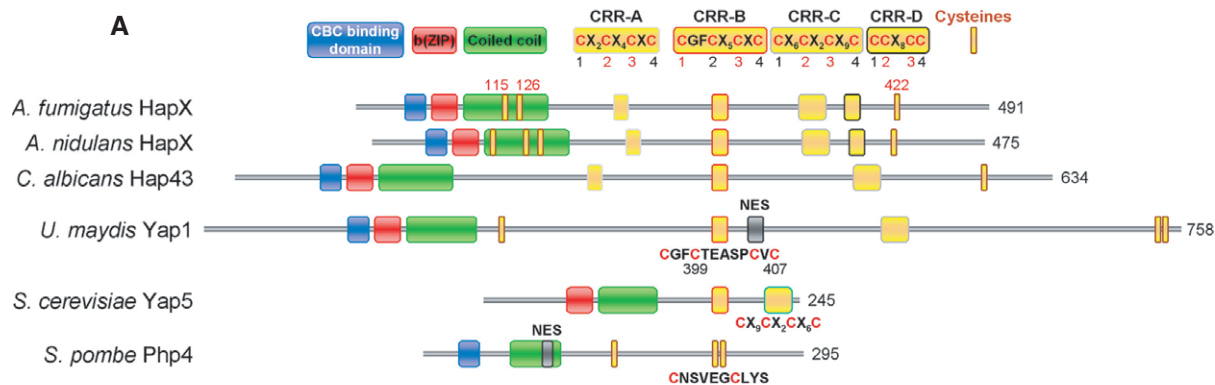 A
CRR-A CRR-B CRR-C CRR-D Cysteines
CBC binding domain b(ZIP) Coiled coil CX₂CX₄CXC CGFCX₅CXC CX₆CX₂CX₉C CCX₈CC
1 2 3 4 1 2 3 4 1 2 3 4 1 2 3 4
115 126 422
A. fumigatus HapX 491
A. nidulans HapX 475
C. albicans Hap43 634
NES
U. maydis Yap1 758
CGFCTEASPCVC
399 407
S. cerevisiae Yap5 245
CX₉CX₂CX₆C
NES
S. pombe Php4 295
CNSVEGCLYS